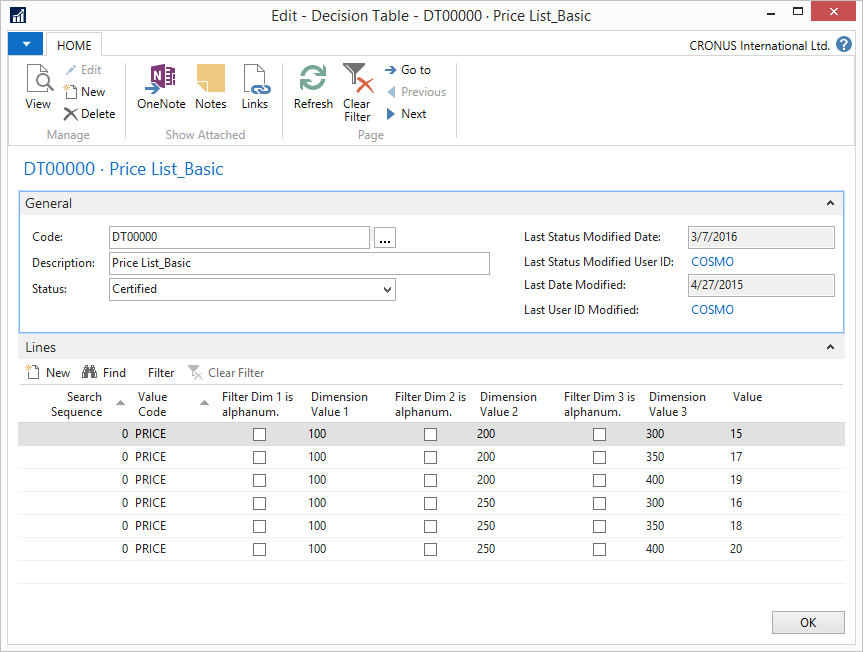 Edit - Decision Table - DT00000 · Price List_Basic
HOME
CRONUS International Ltd. ?
View
Edit
New
Delete
Manage
OneNote
Notes
Links
Show Attached
Refresh
Clear Filter
Go to
Previous
Next
Page
DT00000 · Price List_Basic
General
Code: DT00000 ...
Description: Price List_Basic
Status: Certified
Last Status Modified Date: 3/7/2016
Last Status Modified User ID: COSMO
Last Date Modified: 4/27/2015
Last User ID Modified: COSMO
Lines
New Find Filter Clear Filter
Search Sequence Value Code Filter Dim 1 is alphanum. Dimension Value 1 Filter Dim 2 is alphanum. Dimension Value 2 Filter Dim 3 is alphanum. Dimension Value 3 Value
0 PRICE 100 200 300 15
0 PRICE 100 200 350 17
0 PRICE 100 200 400 19
0 PRICE 100 250 300 16
0 PRICE 100 250 350 18
0 PRICE 100 250 400 20
OK